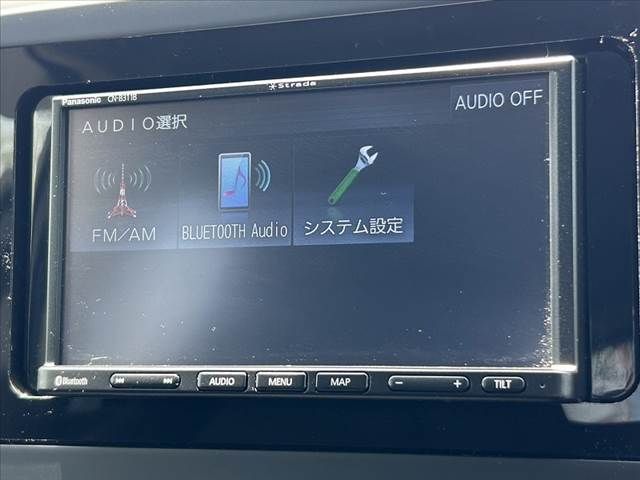 Strada
Panasonic CN-B311B
AUDIO選択
AUDIO OFF
FM/AM
BLUETOOTH Audio
システム設定
Bluetooth
AUDIO
MENU
MAP
− +
TILT